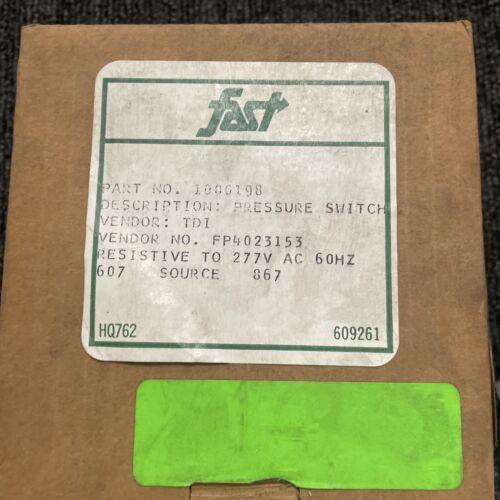 fast
PART NO. 1000198
DESCRIPTION: PRESSURE SWITCH
VENDOR: TDI
VENDOR NO. FP4023153
RESISTIVE TO 277V AC 60HZ
607 SOURCE 867
HQ762 609261